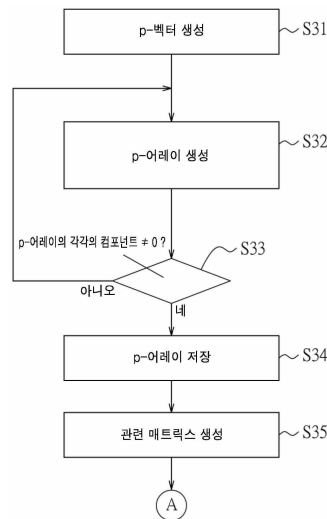 p-벡터 생성
S31
p-어레이 생성
S32
p-어레이의 각각의 컴포넌트 ≠ 0 ?
S33
아니오
네
p-어레이 저장
S34
관련 매트릭스 생성
S35
A